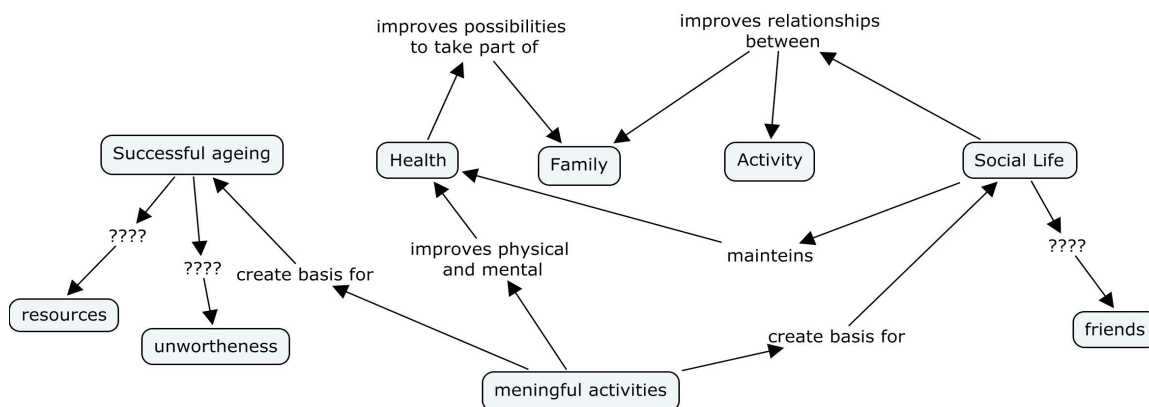 improves possibilities
to take part of
improves relationships
between
Successful ageing
Health
Family
Activity
Social Life
????
????
create basis for
improves physical
and mental
mainteins
????
resources
unwortheness
create basis for
friends
meningful activities